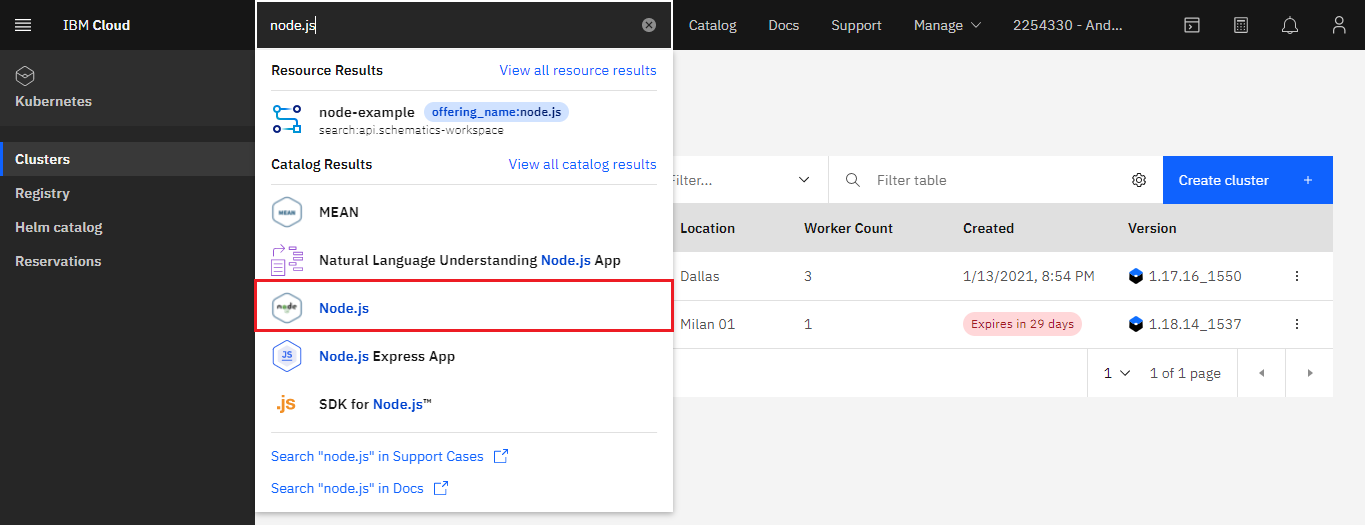 IBM Cloud
node.js
Catalog
Docs
Support
Manage
2254330 - And...
Kubernetes
Clusters
Registry
Helm catalog
Reservations
Resource Results
View all resource results
node-example
offering_name:node.js
search:api.schematics-workspace
Catalog Results
View all catalog results
MEAN
MEAN
Natural Language Understanding Node.js App
node
Node.js
JS
Node.js Express App
.js
SDK for Node.js™
Search "node.js" in Support Cases
Search "node.js" in Docs
Filter...
Filter table
Create cluster +
Location Worker Count Created Version
Dallas 3 1/13/2021, 8:54 PM 1.17.16_1550
Milan 01 1 Expires in 29 days 1.18.14_1537
1 1 of 1 page